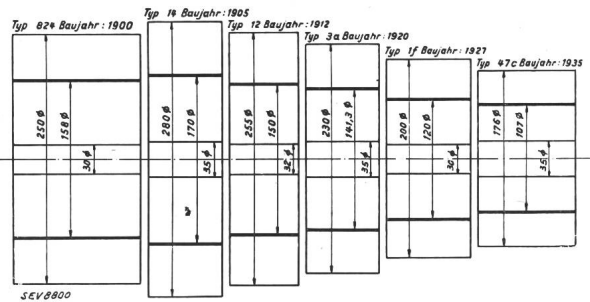 Typ 824 Baujahr: 1900
Typ 14 Baujahr: 1905
Typ 12 Baujahr: 1912
Typ 3a Baujahr: 1920
Typ 1f Baujahr: 1927
Typ 47c Baujahr: 1935
250 ϕ
158 ϕ
30 ϕ
280 ϕ
170 ϕ
35 ϕ
255 ϕ
150 ϕ
32 ϕ
230 ϕ
141,3 ϕ
35 ϕ
200 ϕ
120 ϕ
30 ϕ
176 ϕ
101 ϕ
35 ϕ
SEV8800